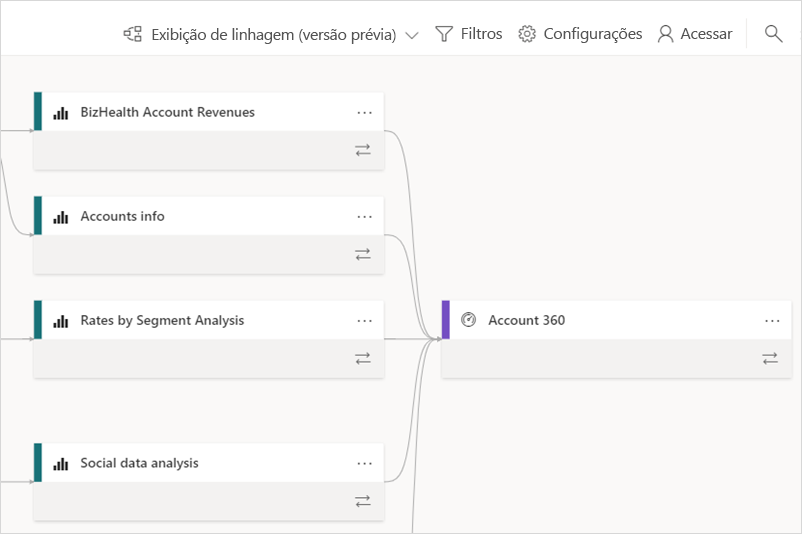 Exibição de linhagem (versão prévia) Filtros Configurações Acessar
BizHealth Account Revenues
Accounts info
Rates by Segment Analysis
Account 360
Social data analysis